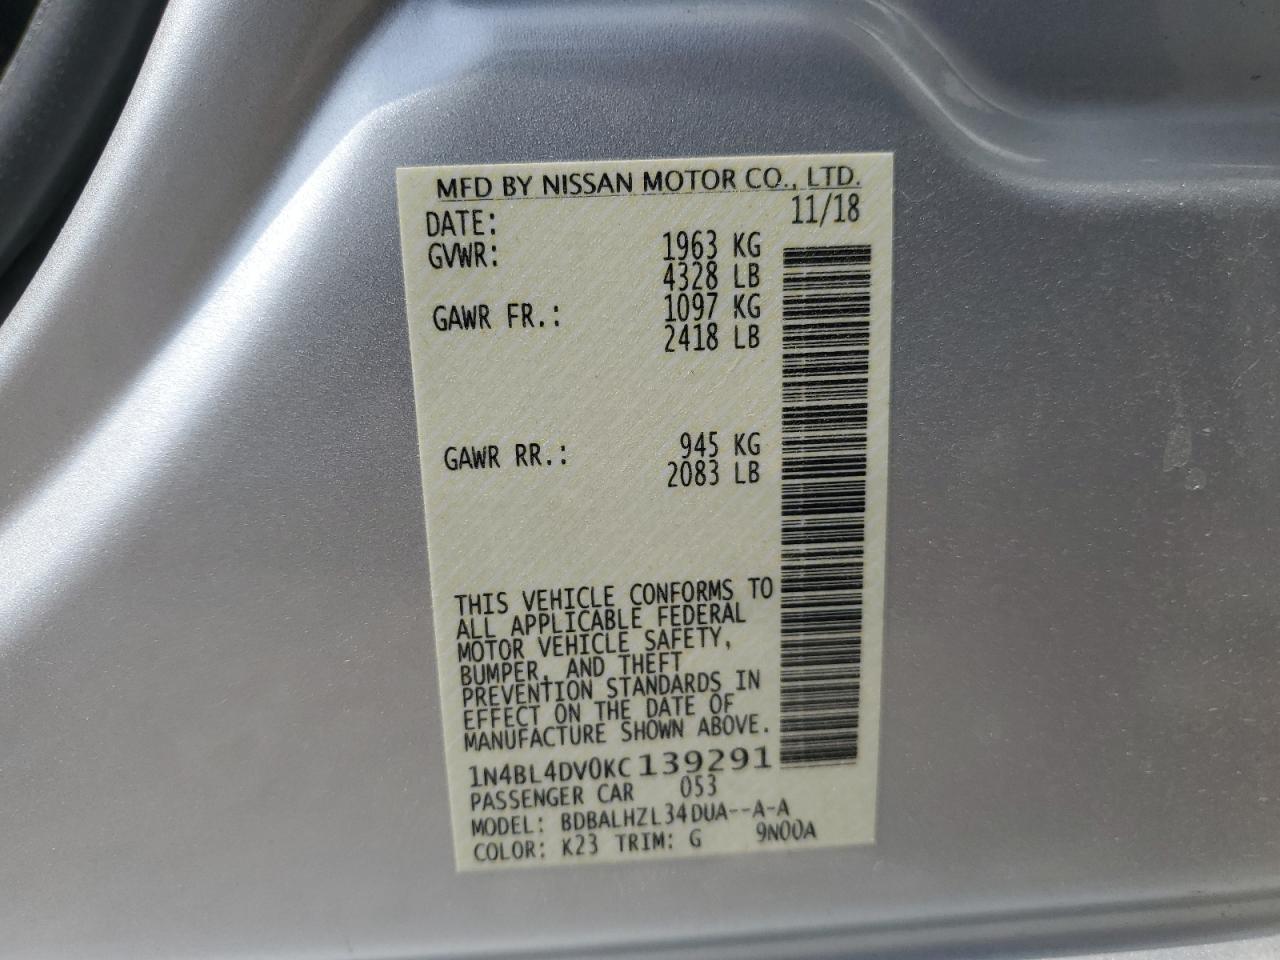 MFD BY NISSAN MOTOR CO., LTD.
DATE: 11/18
GVWR: 1963 KG
4328 LB
GAWR FR.: 1097 KG
2418 LB
GAWR RR.: 945 KG
2083 LB
THIS VEHICLE CONFORMS TO
ALL APPLICABLE FEDERAL
MOTOR VEHICLE SAFETY,
BUMPER, AND THEFT
PREVENTION STANDARDS IN
EFFECT ON THE DATE OF
MANUFACTURE SHOWN ABOVE.
1N4BL4DV0KC139291
PASSENGER CAR 053
MODEL: BDBALHZL34DUA--A-A
COLOR: K23 TRIM: G 9N00A